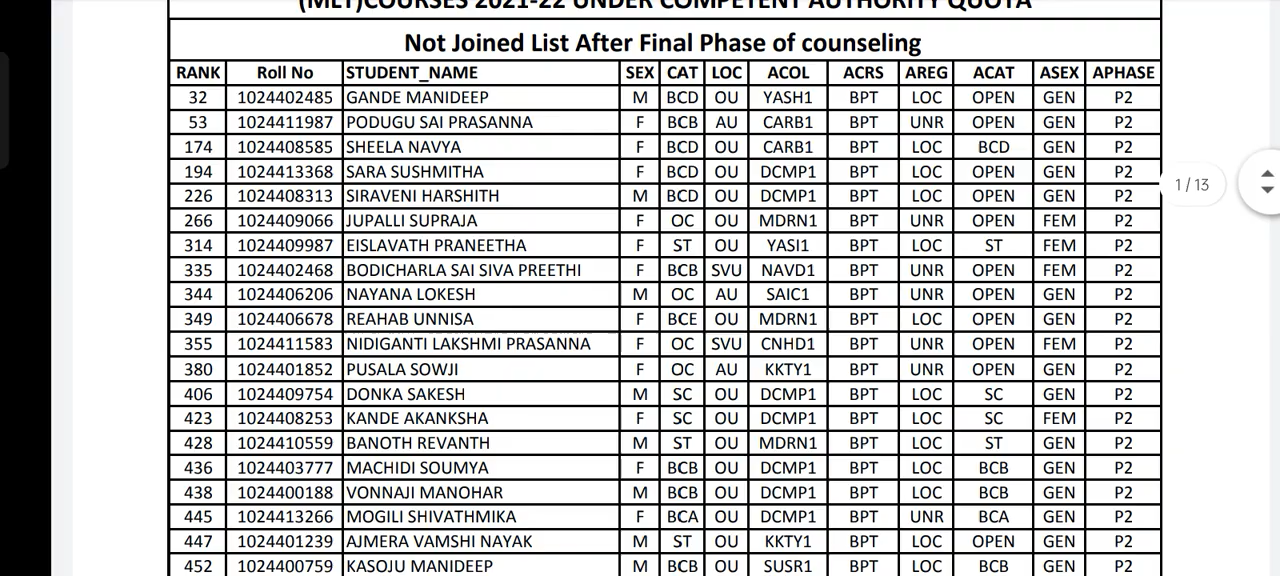 (MLT)COURSES 2021-22 UNDER COMPETENT AUTHORITY QUOTA
Not Joined List After Final Phase of counseling
RANK Roll No STUDENT_NAME SEX CAT LOC ACOL ACRS AREG ACAT ASEX APHASE
32 1024402485 GANDE MANIDEEP M BCD OU YASH1 BPT LOC OPEN GEN P2
53 1024411987 PODUGU SAI PRASANNA F BCB AU CARB1 BPT UNR OPEN GEN P2
174 1024408585 SHEELA NAVYA F BCD OU CARB1 BPT LOC BCD GEN P2
194 1024413368 SARA SUSHMITHA F BCD OU DCMP1 BPT LOC OPEN GEN P2
226 1024408313 SIRAVENI HARSHITH M BCD OU DCMP1 BPT LOC OPEN GEN P2
266 1024409066 JUPALLI SUPRAJA F OC OU MDRN1 BPT UNR OPEN FEM P2
314 1024409987 EISLAVATH PRANEETHA F ST OU YASI1 BPT LOC ST FEM P2
335 1024402468 BODICHARLA SAI SIVA PREETHI F BCB SVU NAVD1 BPT UNR OPEN FEM P2
344 1024406206 NAYANA LOKESH M OC AU SAIC1 BPT UNR OPEN GEN P2
349 1024406678 REAHAB UNNISA F BCE OU MDRN1 BPT LOC OPEN GEN P2
355 1024411583 NIDIGANTI LAKSHMI PRASANNA F OC SVU CNHD1 BPT UNR OPEN FEM P2
380 1024401852 PUSALA SOWJI F OC AU KKTY1 BPT UNR OPEN GEN P2
406 1024409754 DONKA SAKESH M SC OU DCMP1 BPT LOC SC GEN P2
423 1024408253 KANDE AKANKSHA F SC OU DCMP1 BPT LOC SC FEM P2
428 1024410559 BANOTH REVANTH M ST OU MDRN1 BPT LOC ST GEN P2
436 1024403777 MACHIDI SOUMYA F BCB OU DCMP1 BPT LOC BCB GEN P2
438 1024400188 VONNAJI MANOHAR M BCB OU DCMP1 BPT LOC BCB GEN P2
445 1024413266 MOGILI SHIVATHMIKA F BCA OU DCMP1 BPT UNR BCA GEN P2
447 1024401239 AJMERA VAMSHI NAYAK M ST OU KKTY1 BPT LOC OPEN GEN P2
452 1024400759 KASOJU MANIDEEP M BCB OU SUSR1 BPT LOC BCB GEN P2
1 / 13